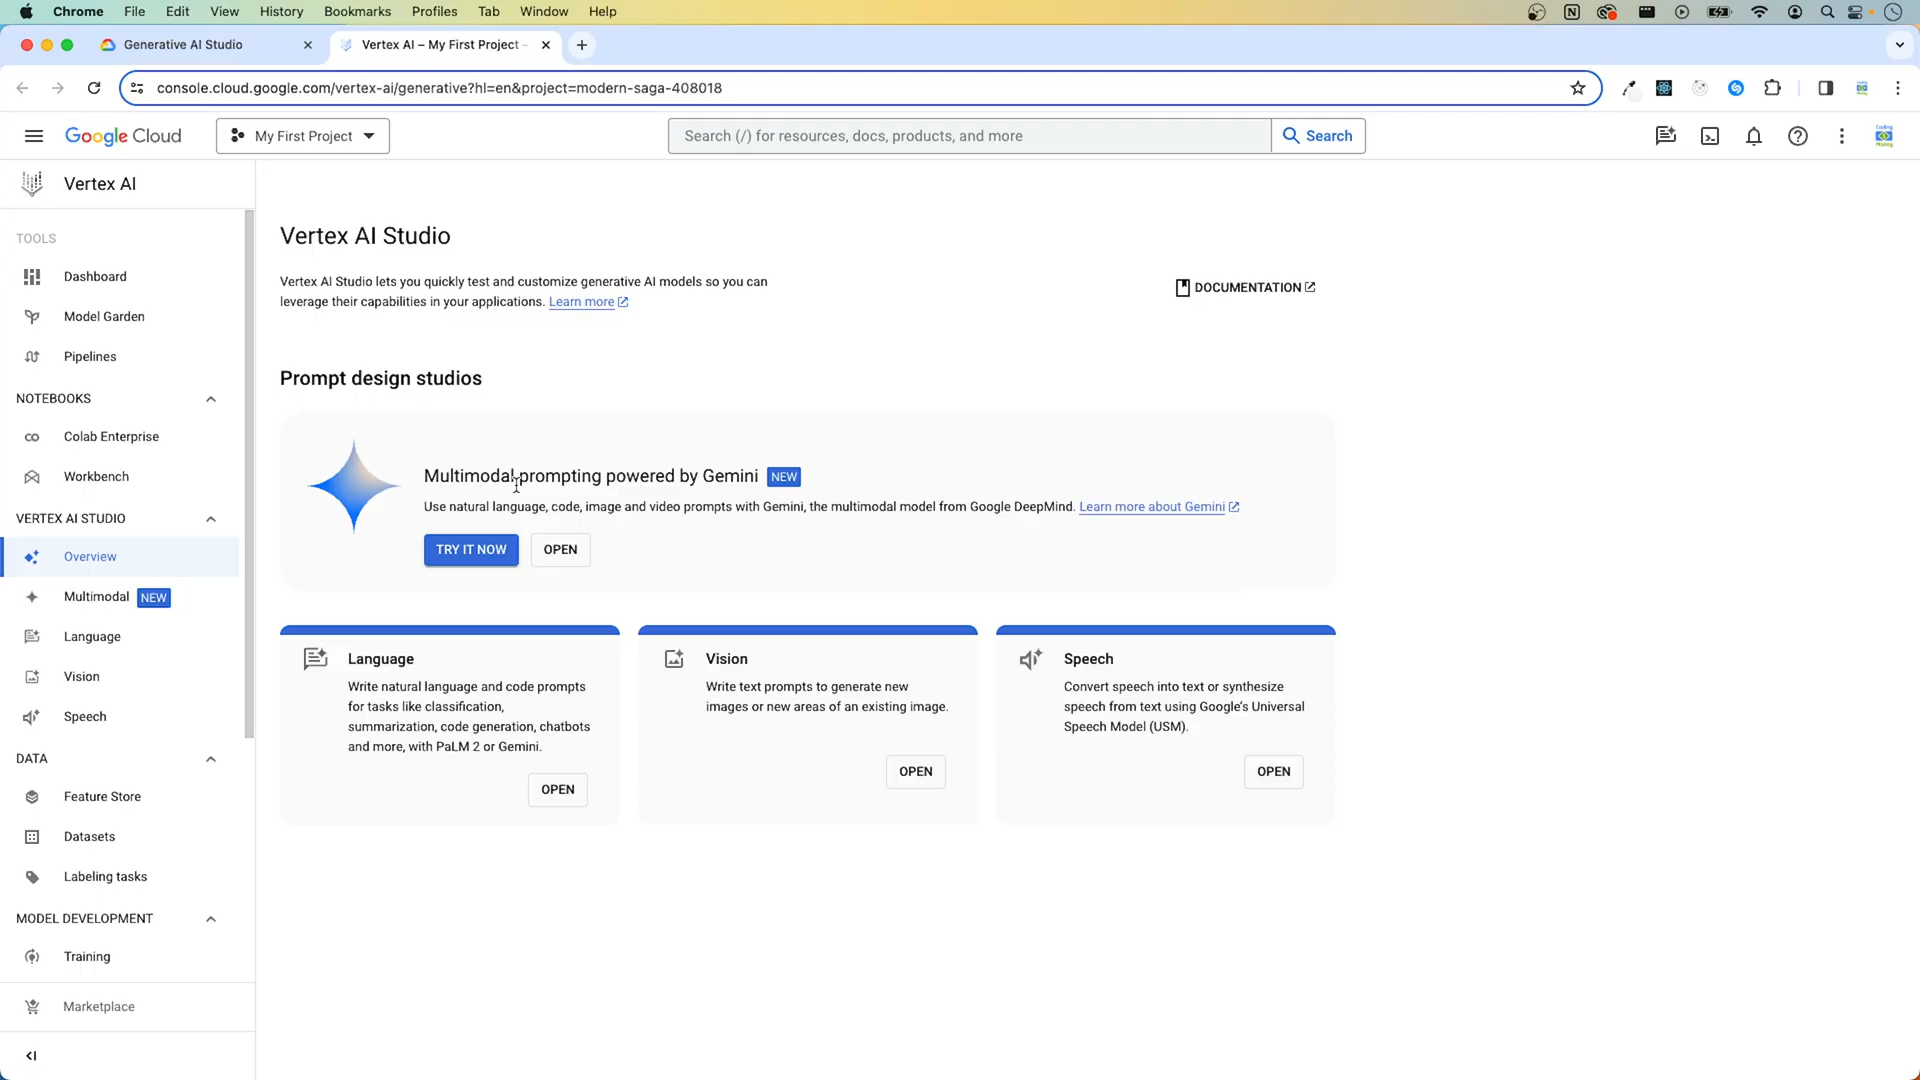 Chrome File Edit View History Bookmarks Profiles Tab Window Help
Generative AI Studio
Vertex AI – My First Project -
console.cloud.google.com/vertex-ai/generative?hl=en&project=modern-saga-408018
Google Cloud
My First Project
Search (/) for resources, docs, products, and more
Search
Vertex AI
TOOLS
Dashboard
Model Garden
Pipelines
NOTEBOOKS
Colab Enterprise
Workbench
VERTEX AI STUDIO
Overview
Multimodal NEW
Language
Vision
Speech
DATA
Feature Store
Datasets
Labeling tasks
MODEL DEVELOPMENT
Training
Marketplace
Vertex AI Studio
Vertex AI Studio lets you quickly test and customize generative AI models so you can
leverage their capabilities in your applications. Learn more
DOCUMENTATION
Prompt design studios
Multimodal prompting powered by Gemini NEW
Use natural language, code, image and video prompts with Gemini, the multimodal model from Google DeepMind. Learn more about Gemini
TRY IT NOW
OPEN
Language
Write natural language and code prompts
for tasks like classification,
summarization, code generation, chatbots
and more, with PaLM 2 or Gemini.
OPEN
Vision
Write text prompts to generate new
images or new areas of an existing image.
OPEN
Speech
Convert speech into text or synthesize
speech from text using Google's Universal
Speech Model (USM).
OPEN